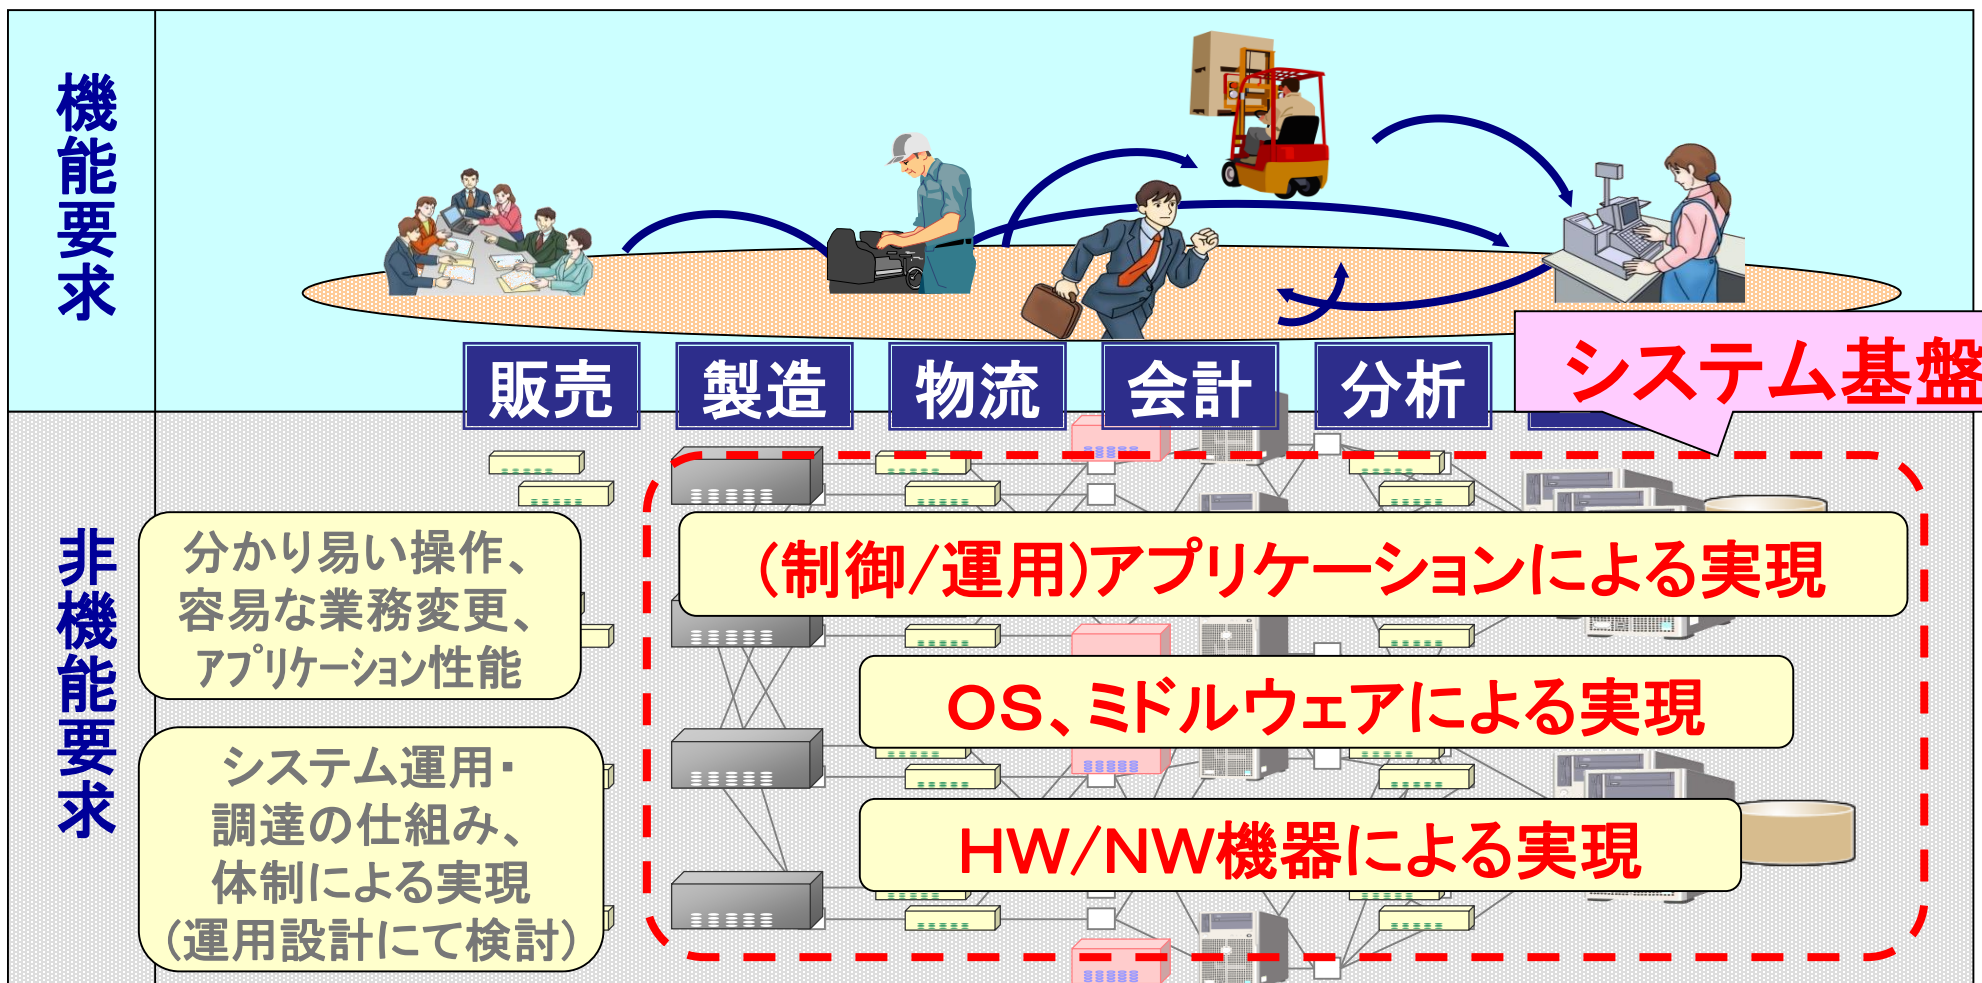 機能要求
販売
製造
物流
会計
分析
システム基盤
非機能要求
分かり易い操作、
容易な業務変更、
アプリケーション性能
システム運用・
調達の仕組み、
体制による実現
(運用設計にて検討)
(制御/運用)アプリケーションによる実現
OS、ミドルウェアによる実現
HW/NW機器による実現